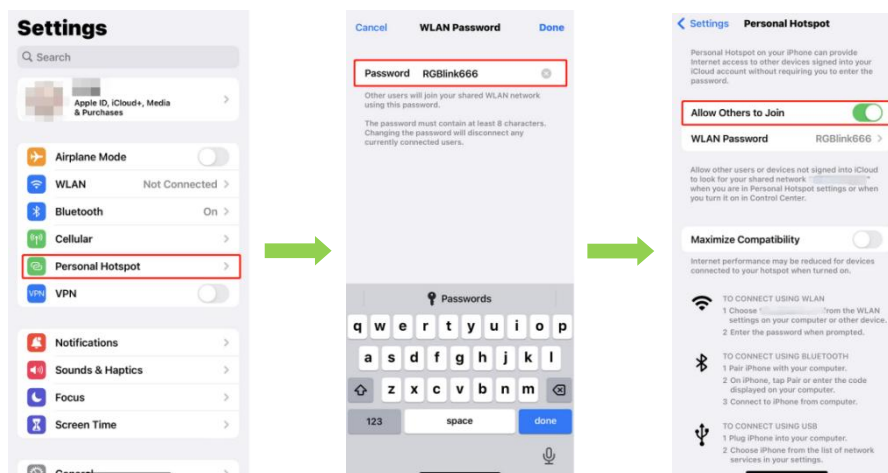 Settings
Search
Apple ID, iCloud+, Media
& Purchases
Airplane Mode
WLAN Not Connected
Bluetooth On
Cellular
Personal Hotspot
VPN VPN
Notifications
Sounds & Haptics
Focus
Screen Time
Cancel WLAN Password Done
Password RGBlink666
Other users will join your shared WLAN network
using this password.
The password must contain at least 8 characters.
Changing the password will disconnect any
currently connected users.
Passwords
q w e r t y u i o p
a s d f g h j k l
z x c v b n m
123 space done
Settings Personal Hotspot
Personal Hotspot on your iPhone can provide
Internet access to other devices signed into your
iCloud account without requiring you to enter the
password.
Allow Others to Join
WLAN Password RGBlink666
Allow other users or devices not signed into iCloud
to look for your shared network "
when you are in Personal Hotspot settings or when
you turn it on in Control Center.
Maximize Compatibility
Internet performance may be reduced for devices
connected to your hotspot when turned on.
TO CONNECT USING WLAN
1 Choose " from the WLAN
settings on your computer or other device.
2 Enter the password when prompted.
TO CONNECT USING BLUETOOTH
1 Pair iPhone with your computer.
2 On iPhone, tap Pair or enter the code
displayed on your computer.
3 Connect to iPhone from computer.
TO CONNECT USING USB
1 Plug iPhone into your computer.
2 Choose iPhone from the list of network
services in your settings.